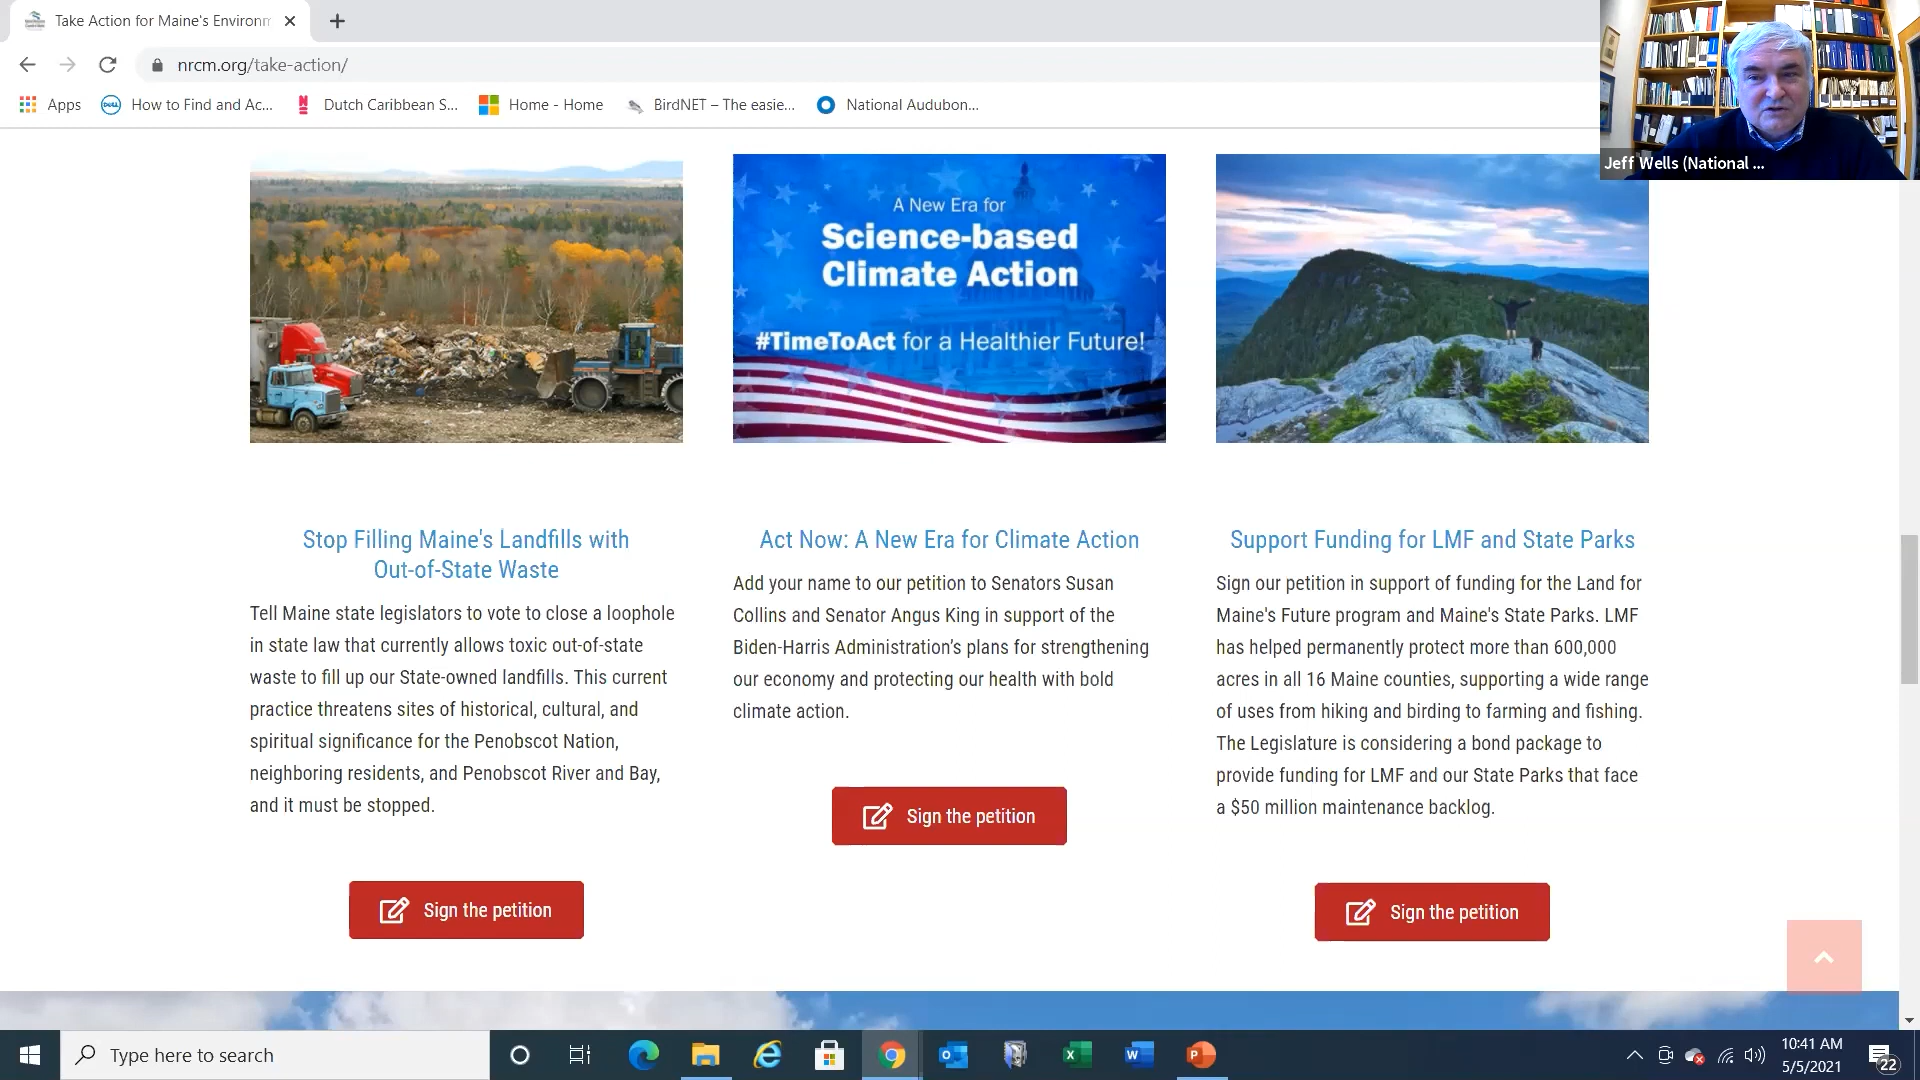 Take Action for Maine's Environm
nrcm.org/take-action/
Apps
How to Find and Ac...
Dutch Caribbean S...
Home - Home
BirdNET – The easie...
National Audubon...
Jeff Wells (National ...
A New Era for
Science-based
Climate Action
#TimeToAct for a Healthier Future!
Stop Filling Maine's Landfills with
Out-of-State Waste
Tell Maine state legislators to vote to close a loophole
in state law that currently allows toxic out-of-state
waste to fill up our State-owned landfills. This current
practice threatens sites of historical, cultural, and
spiritual significance for the Penobscot Nation,
neighboring residents, and Penobscot River and Bay,
and it must be stopped.
Sign the petition
Act Now: A New Era for Climate Action
Add your name to our petition to Senators Susan
Collins and Senator Angus King in support of the
Biden-Harris Administration's plans for strengthening
our economy and protecting our health with bold
climate action.
Sign the petition
Support Funding for LMF and State Parks
Sign our petition in support of funding for the Land for
Maine's Future program and Maine's State Parks. LMF
has helped permanently protect more than 600,000
acres in all 16 Maine counties, supporting a wide range
of uses from hiking and birding to farming and fishing.
The Legislature is considering a bond package to
provide funding for LMF and our State Parks that face
a $50 million maintenance backlog.
Sign the petition
Type here to search
10:41 AM
5/5/2021
22